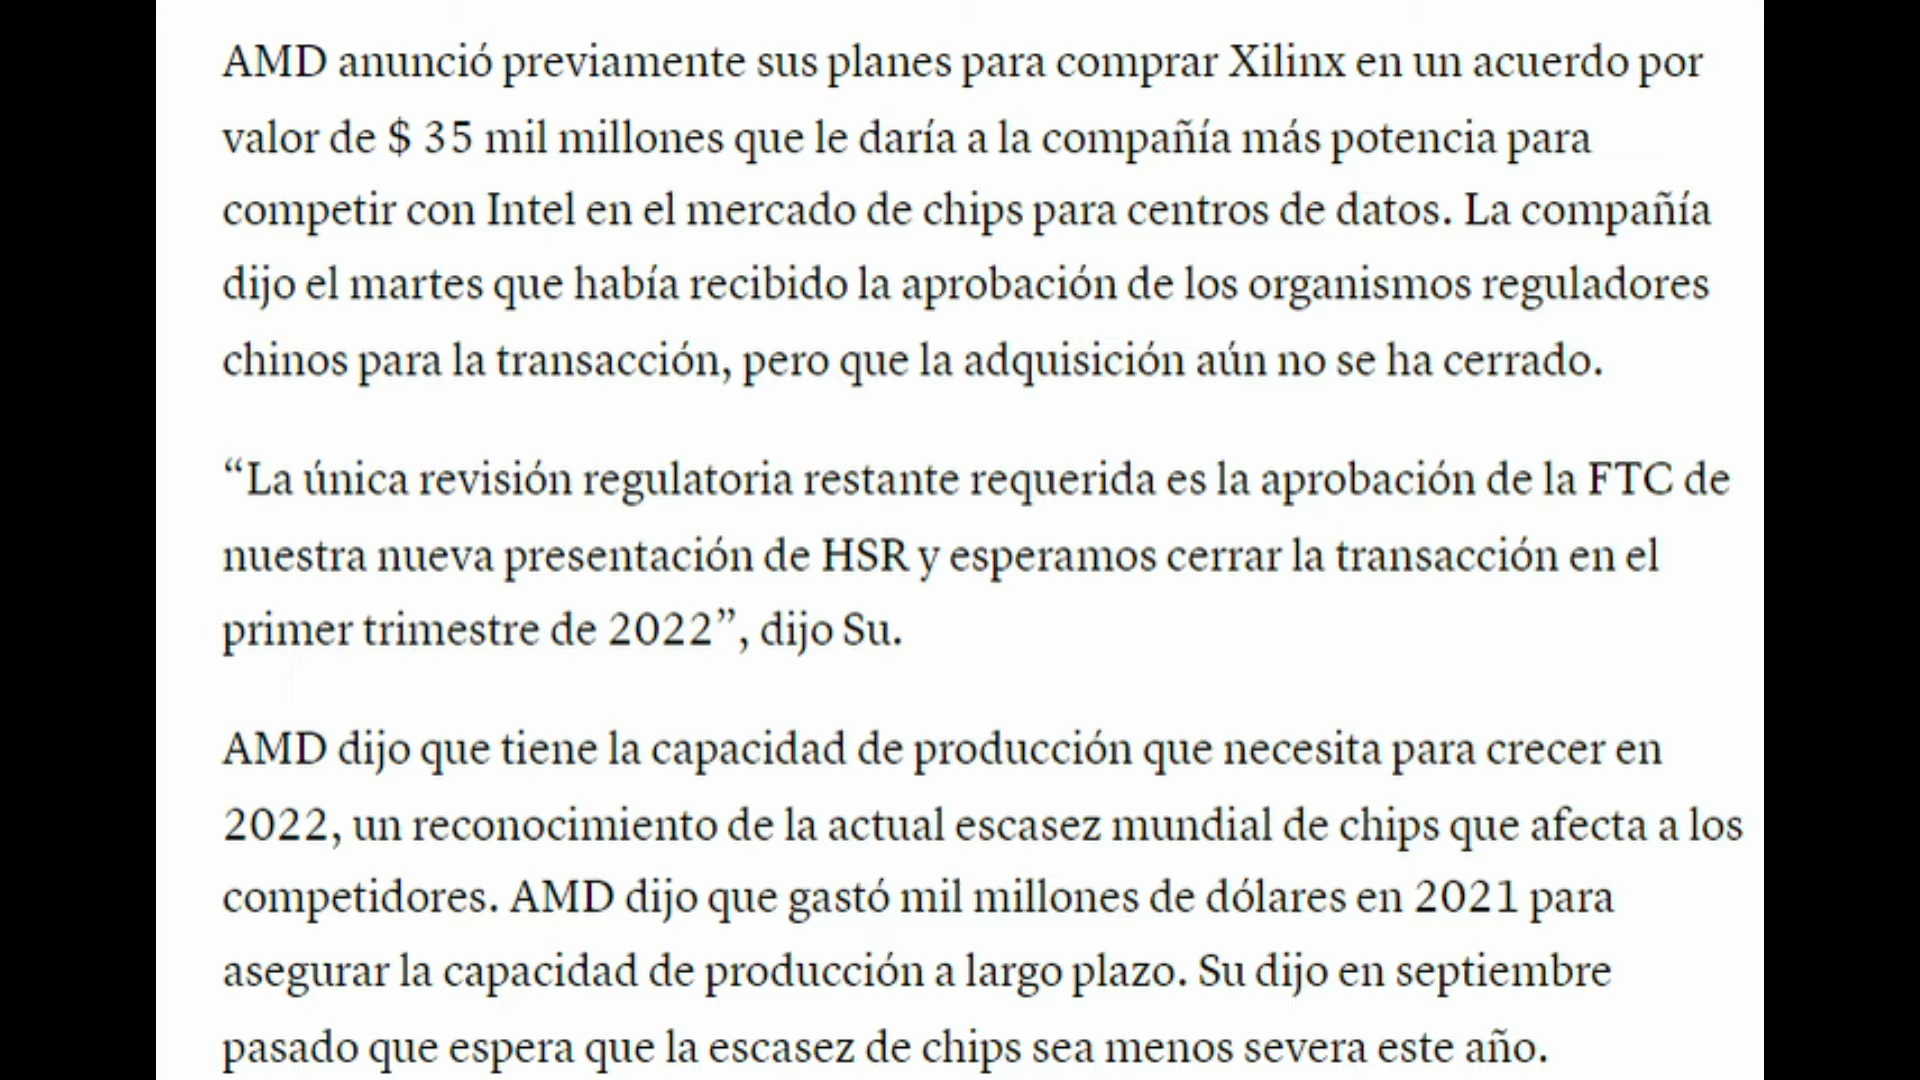 AMD anunció previamente sus planes para comprar Xilinx en un acuerdo por
valor de $ 35 mil millones que le daría a la compañía más potencia para
competir con Intel en el mercado de chips para centros de datos. La compañía
dijo el martes que había recibido la aprobación de los organismos reguladores
chinos para la transacción, pero que la adquisición aún no se ha cerrado.
“La única revisión regulatoria restante requerida es la aprobación de la FTC de
nuestra nueva presentación de HSR y esperamos cerrar la transacción en el
primer trimestre de 2022”, dijo Su.
AMD dijo que tiene la capacidad de producción que necesita para crecer en
2022, un reconocimiento de la actual escasez mundial de chips que afecta a los
competidores. AMD dijo que gastó mil millones de dólares en 2021 para
asegurar la capacidad de producción a largo plazo. Su dijo en septiembre
pasado que espera que la escasez de chips sea menos severa este año.